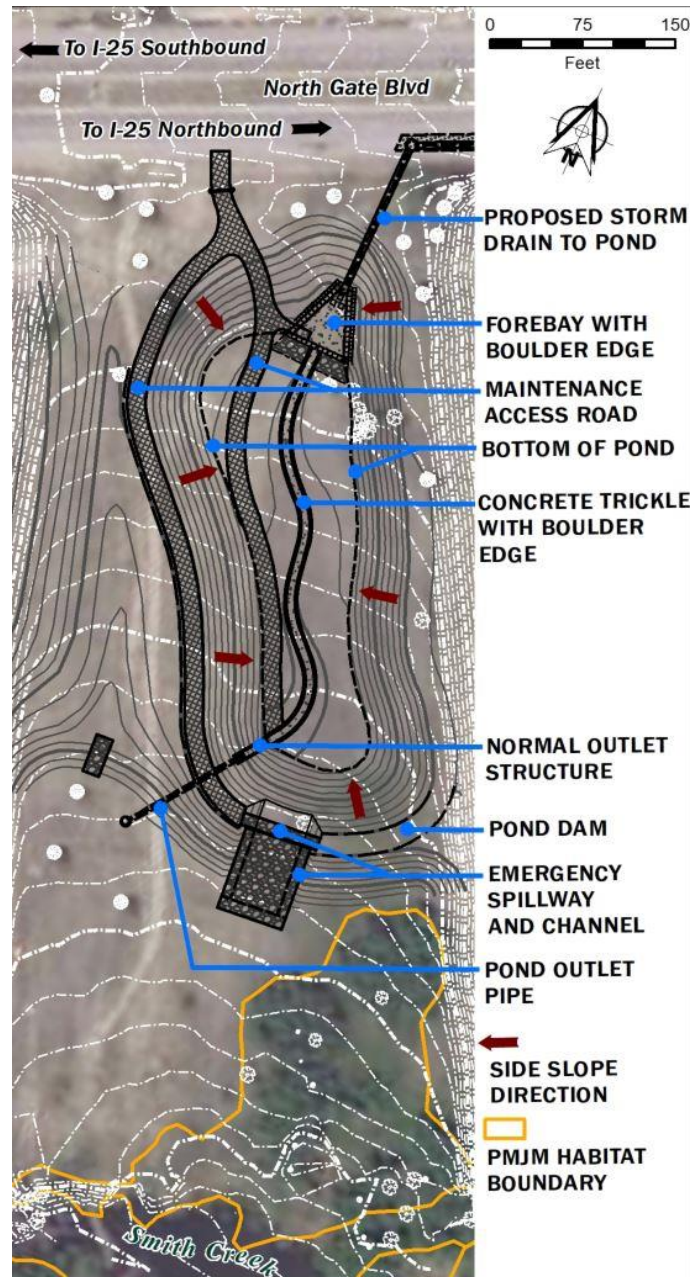 To I-25 Southbound
North Gate Blvd
To I-25 Northbound
0 75 150
Feet
N
PROPOSED STORM
DRAIN TO POND
FOREBAY WITH
BOULDER EDGE
MAINTENANCE
ACCESS ROAD
BOTTOM OF POND
CONCRETE TRICKLE
WITH BOULDER
EDGE
NORMAL OUTLET
STRUCTURE
POND DAM
EMERGENCY
SPILLWAY
AND CHANNEL
POND OUTLET
PIPE
SIDE SLOPE
DIRECTION
PMJM HABITAT
BOUNDARY
Smith Creek